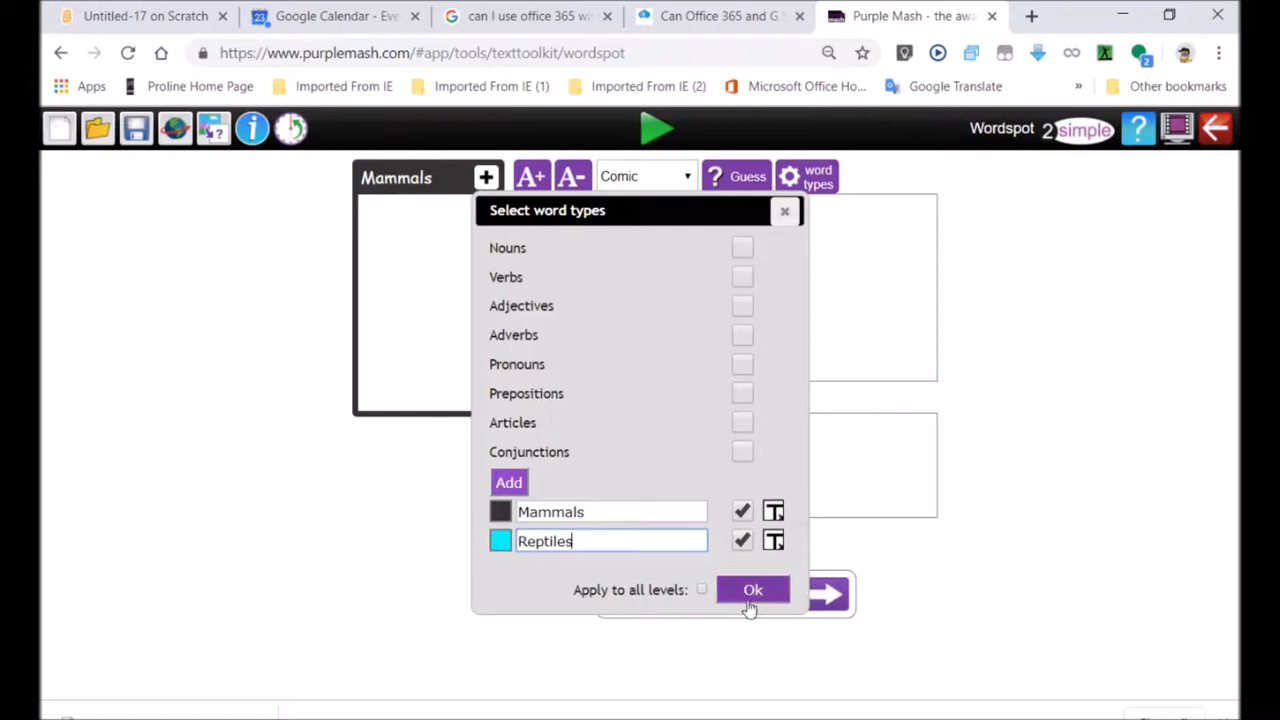 Untitled-17 on Scratch
Google Calendar - Eve
can I use office 365 wi
Can Office 365 and G S
Purple Mash - the awa
https://www.purplemash.com/#app/tools/texttoolkit/wordspot
2
Apps
Proline Home Page
Imported From IE
Imported From IE (1)
Imported From IE (2)
Microsoft Office Ho...
Google Translate
»
Other bookmarks
Wordspot 2simple
Mammals
A+
A-
Comic
? Guess
word types
Select word types
Nouns
Verbs
Adjectives
Adverbs
Pronouns
Prepositions
Articles
Conjunctions
Add
Mammals
T
Reptiles
T
Apply to all levels:
Ok